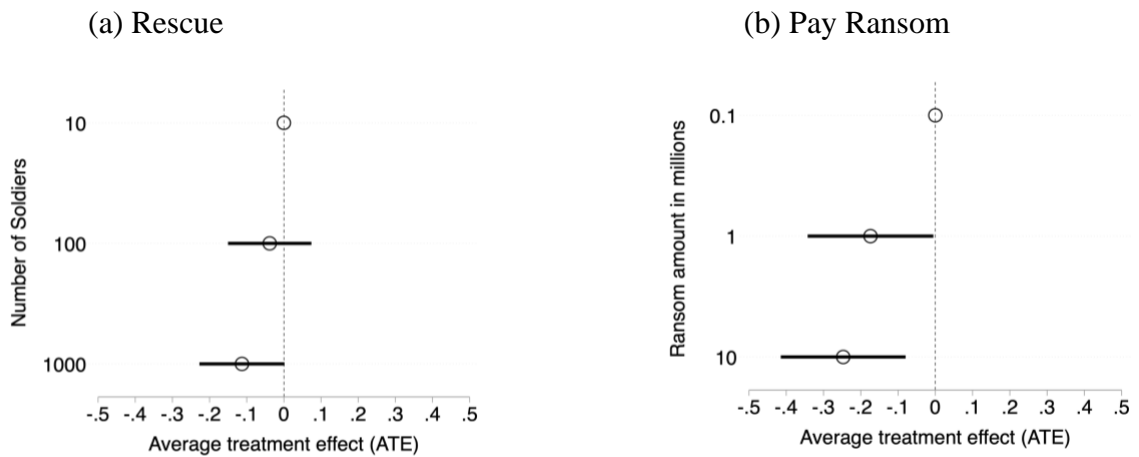 (a) Rescue
Number of Soldiers
10
100
1000
-.5 -.4 -.3 -.2 -.1 0 .1 .2 .3 .4 .5
Average treatment effect (ATE)
(b) Pay Ransom
Ransom amount in millions
0.1
1
10
-.5 -.4 -.3 -.2 -.1 0 .1 .2 .3 .4 .5
Average treatment effect (ATE)